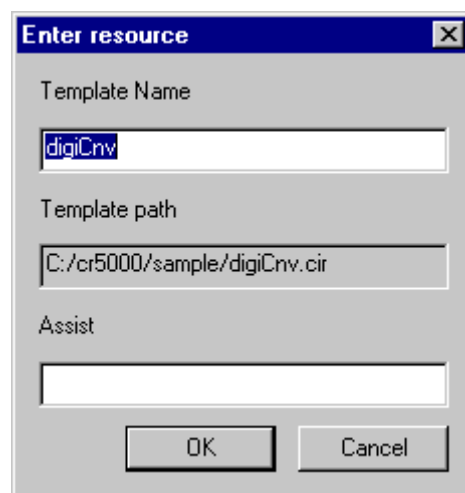 Enter resource
Template Name
digiCnv
Template path
C:/cr5000/sample/digiCnv.cir
Assist
OK Cancel